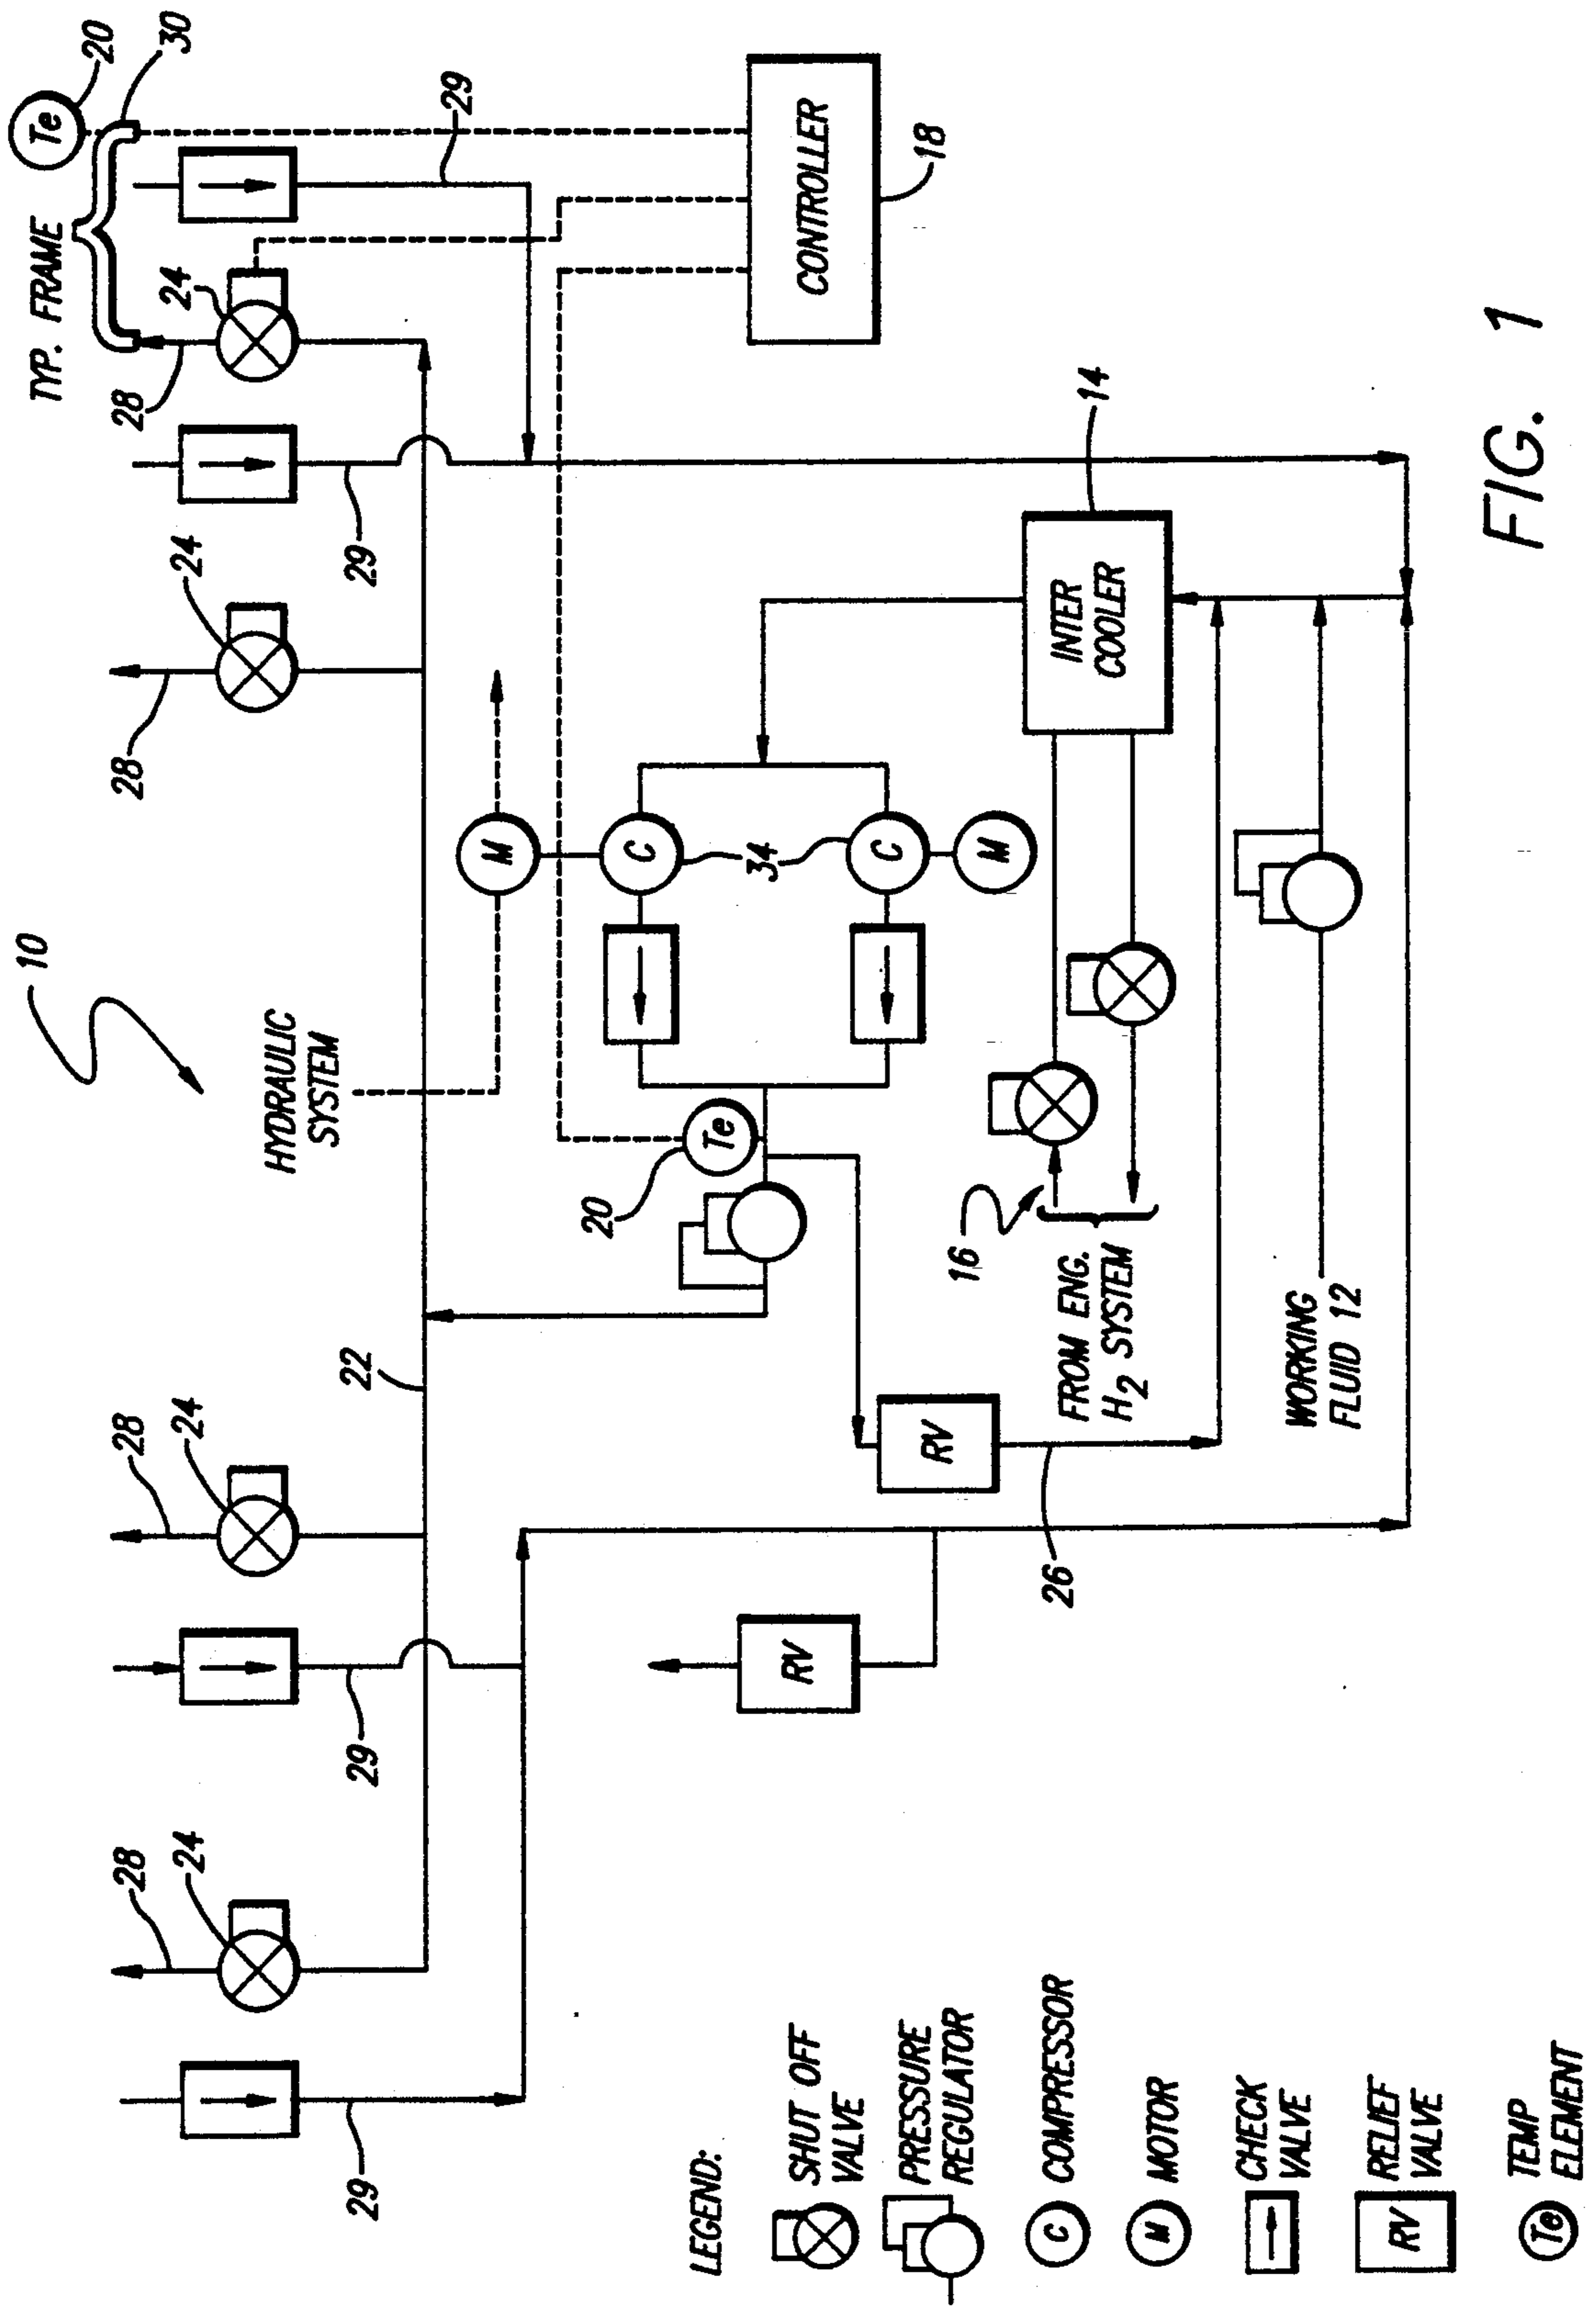 10
29
28
24
29
28
24
22
HYDRAULIC
SYSTEM
28
24
29
28
24
TYP. FRAME
30
20
Te
29
RV
RV
26
20
Te
M
C
34
C
M
16
FROM ENG.
H2 SYSTEM
WORKING
FLUID 12
INTER
COOLER
14
CONTROLLER
18
LEGEND:
SHUT OFF
VALVE
PRESSURE
REGULATOR
C
COMPRESSOR
M
MOTOR
CHECK
VALVE
RV
RELIEF
VALVE
Te
TEMP
ELEMENT
FIG. 1